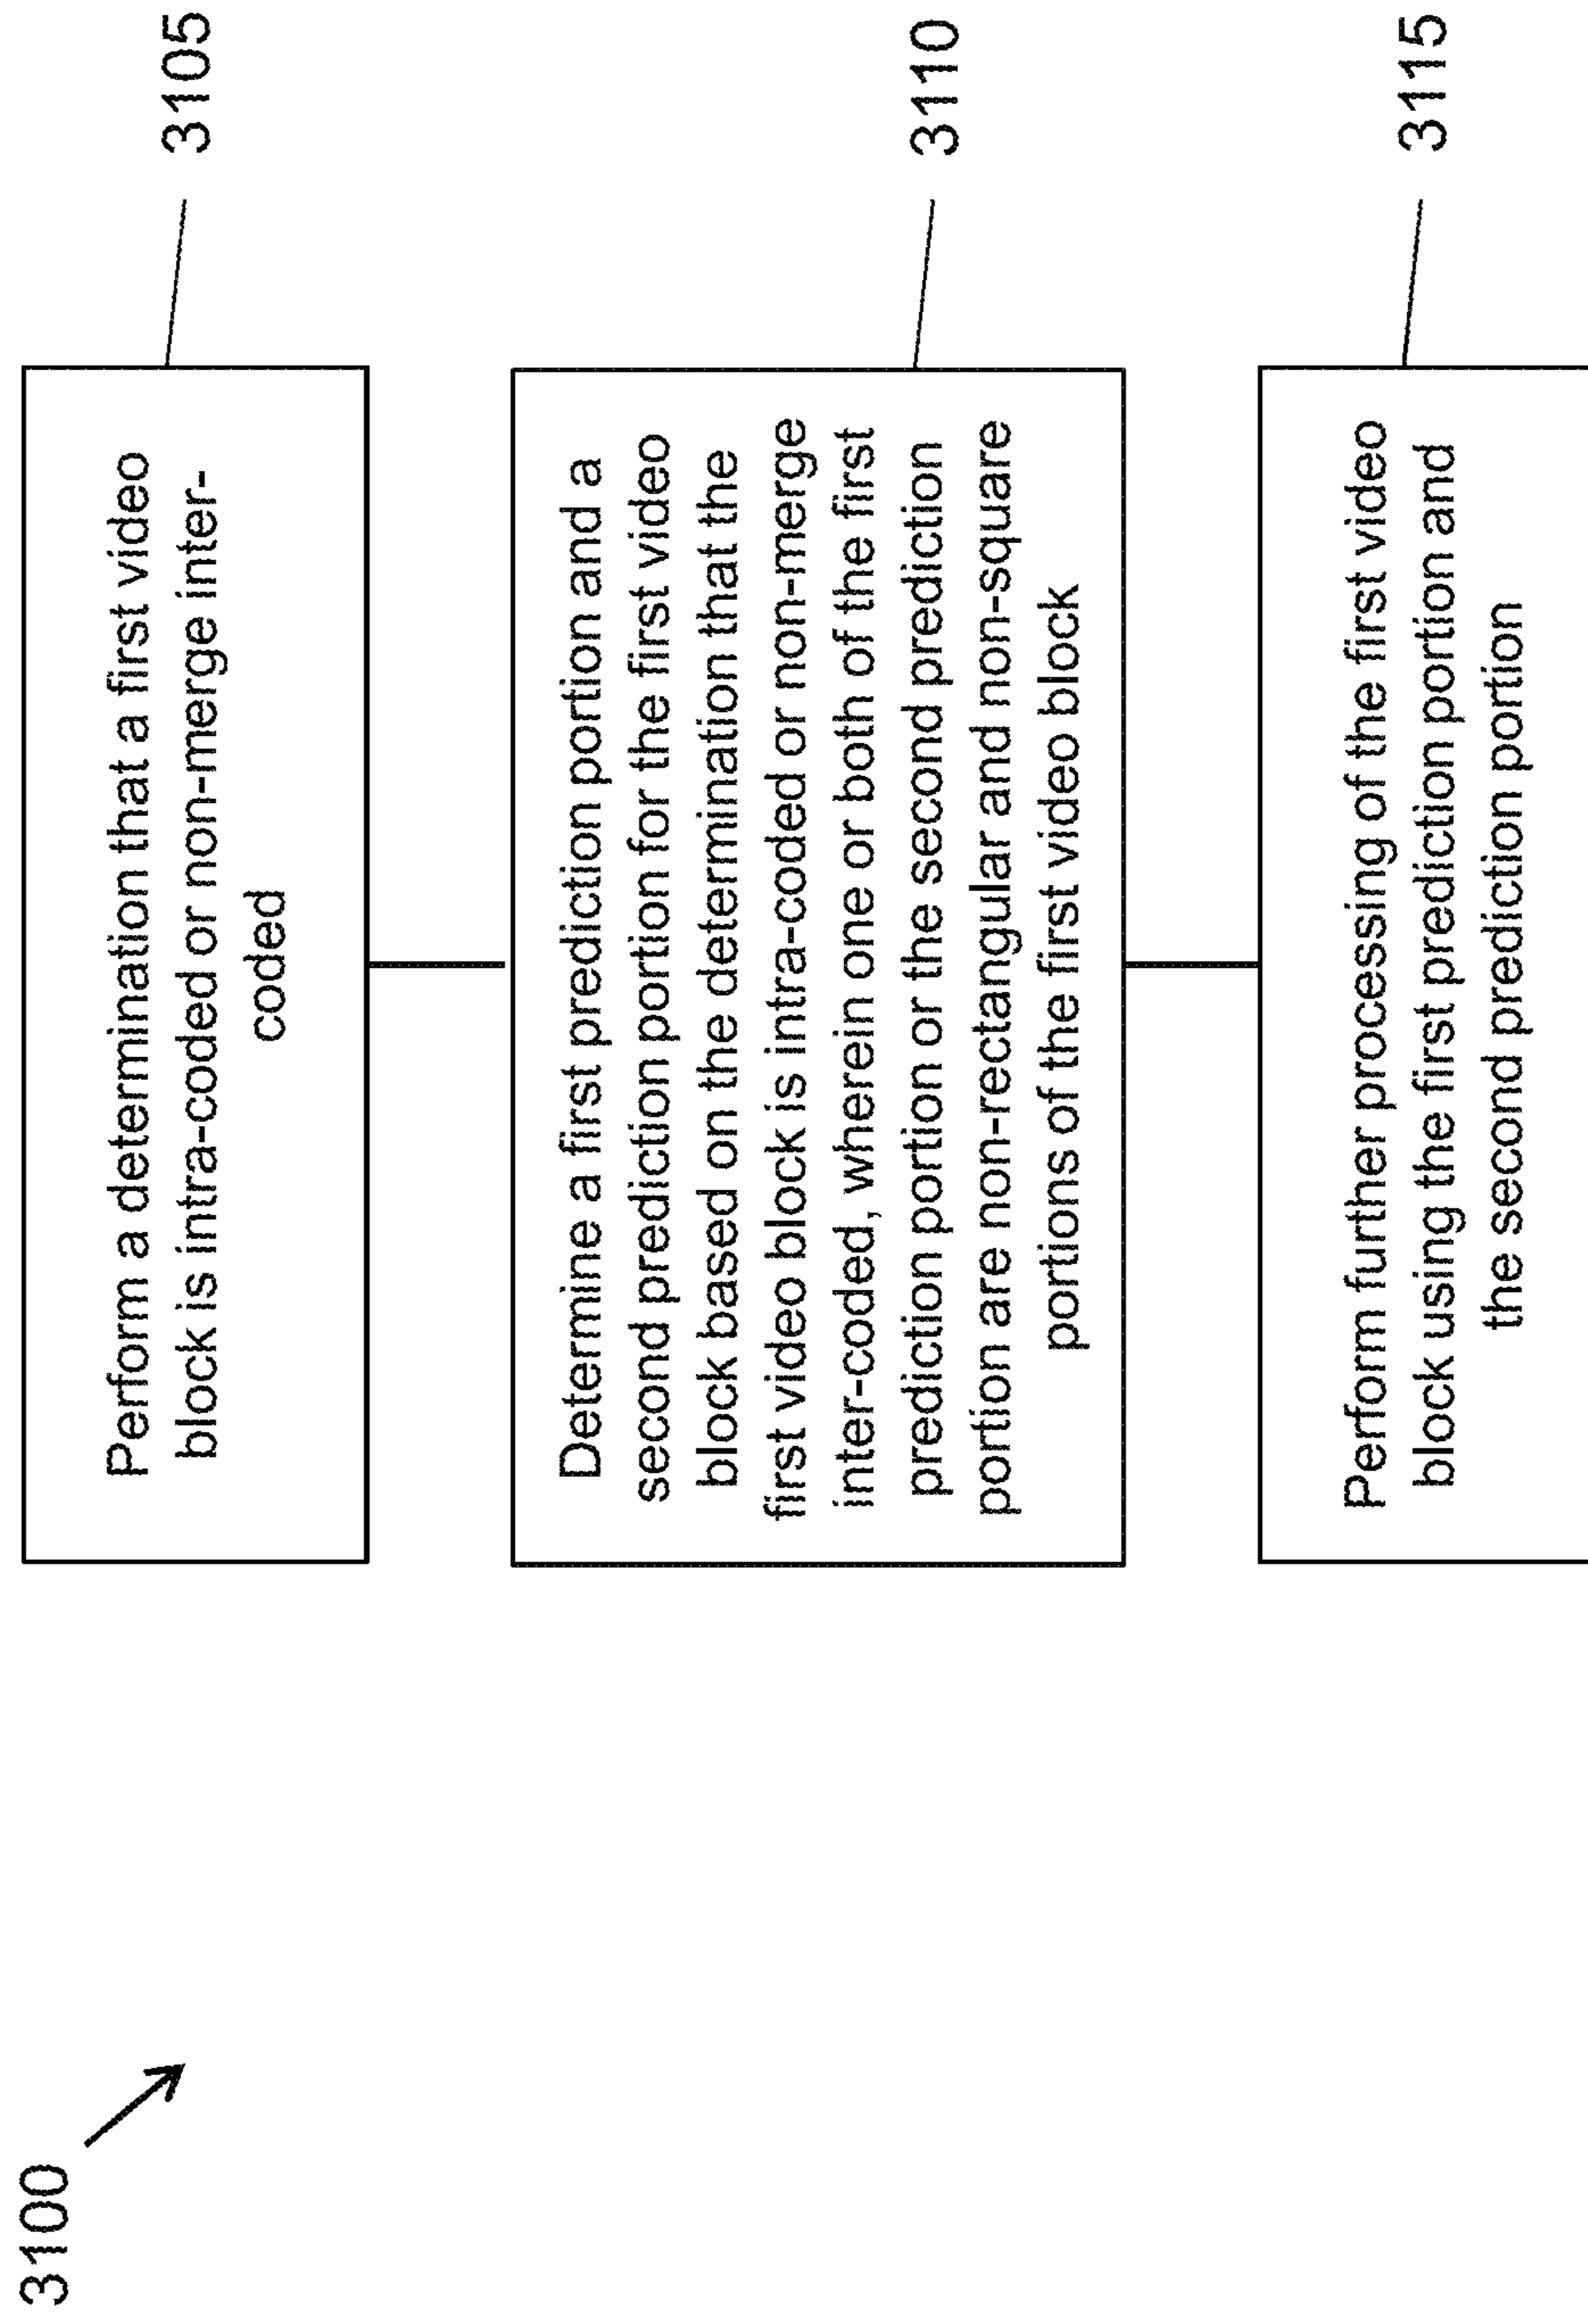 3100
Perform a determination that a first video
block is intra-coded or non-merge inter-
coded
3105
Determine a first prediction portion and a
second prediction portion for the first video
block based on the determination that the
first video block is intra-coded or non-merge
inter-coded, wherein one or both of the first
prediction portion or the second prediction
portion are non-rectangular and non-square
portions of the first video block
3110
Perform further processing of the first video
block using the first prediction portion and
the second prediction portion
3115